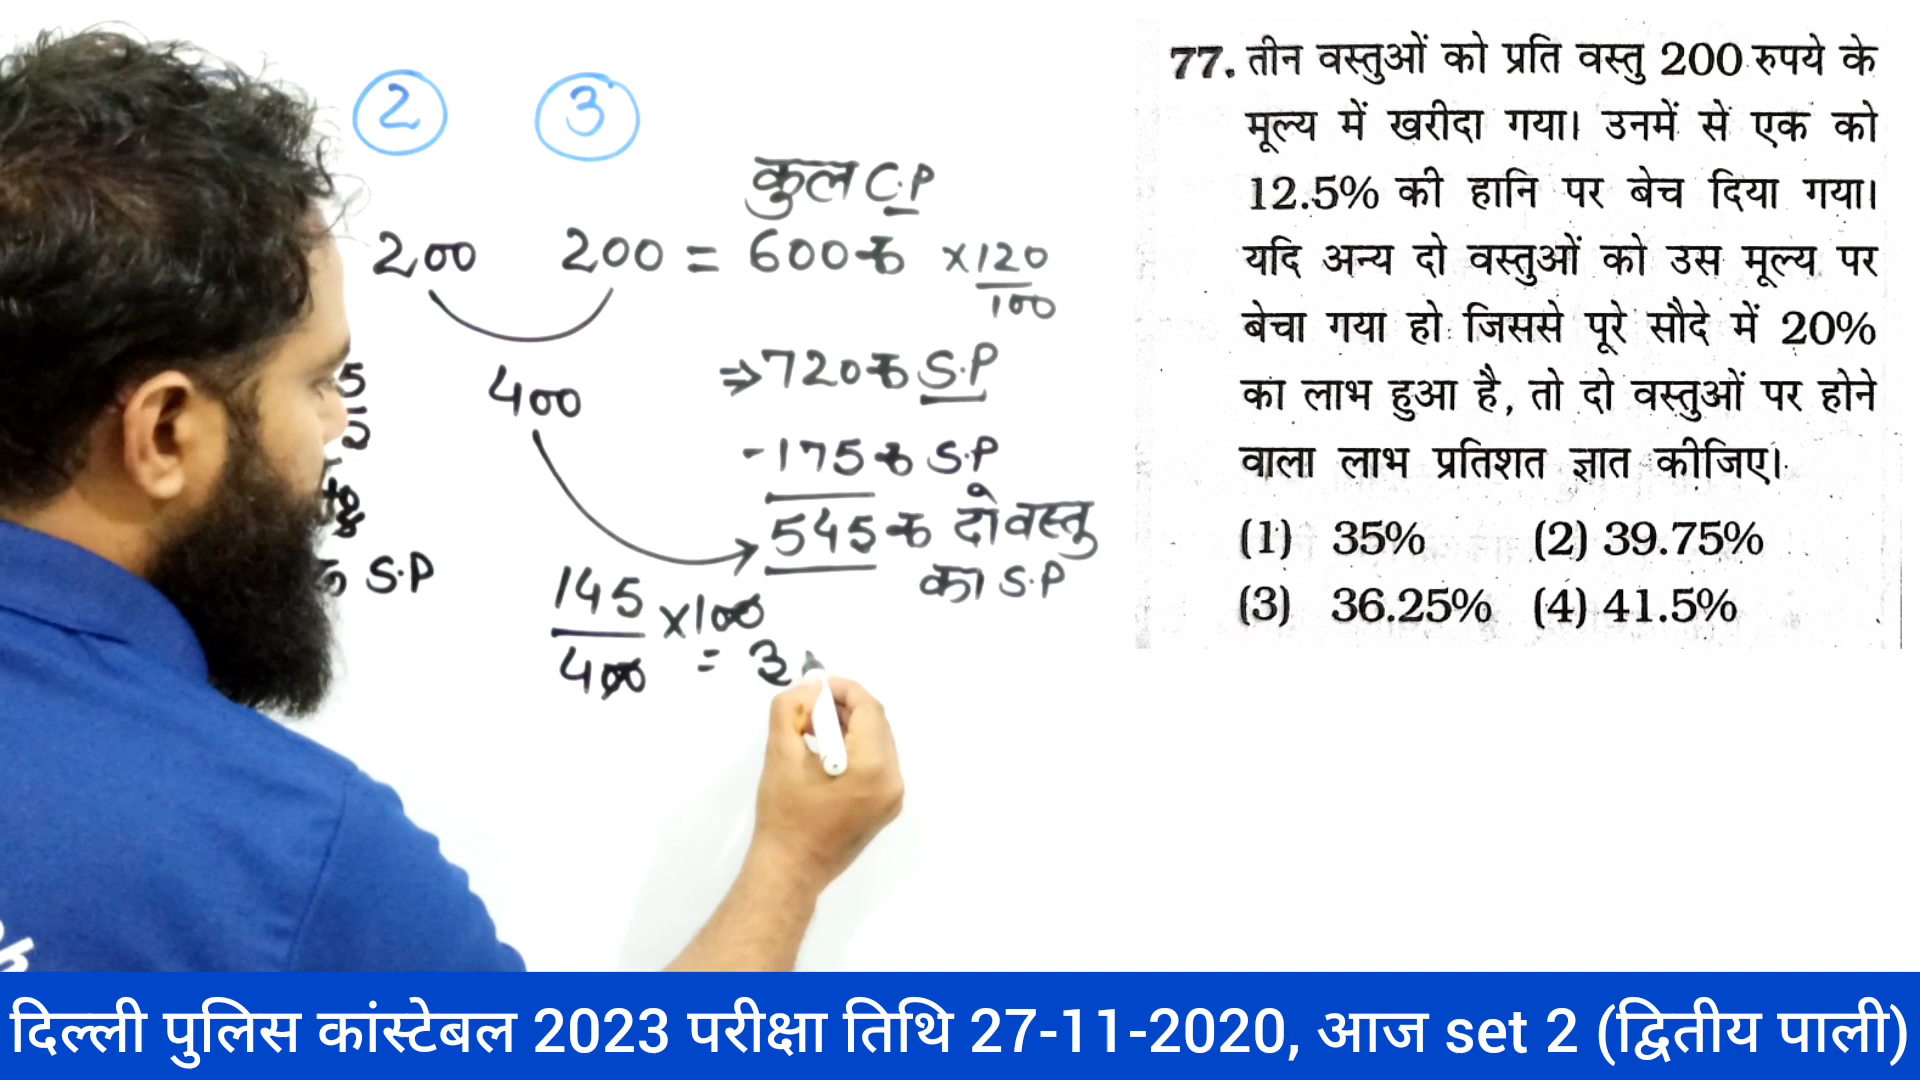 2 3
कुल C.P
200 200 = 600रु ×120/100
5
400 ⇒720रु S.P
-175रु S.P
545रु दो वस्तु
का S.P
S.P
145/400 ×100 = 3
77. तीन वस्तुओं को प्रति वस्तु 200 रुपये के
मूल्य में खरीदा गया। उनमें से एक को
12.5% की हानि पर बेच दिया गया।
यदि अन्य दो वस्तुओं को उस मूल्य पर
बेचा गया हो जिससे पूरे सौदे में 20%
का लाभ हुआ है, तो दो वस्तुओं पर होने
वाला लाभ प्रतिशत ज्ञात कीजिए।
(1) 35% (2) 39.75%
(3) 36.25% (4) 41.5%
दिल्ली पुलिस कांस्टेबल 2023 परीक्षा तिथि 27-11-2020, आज set 2 (द्वितीय पाली)